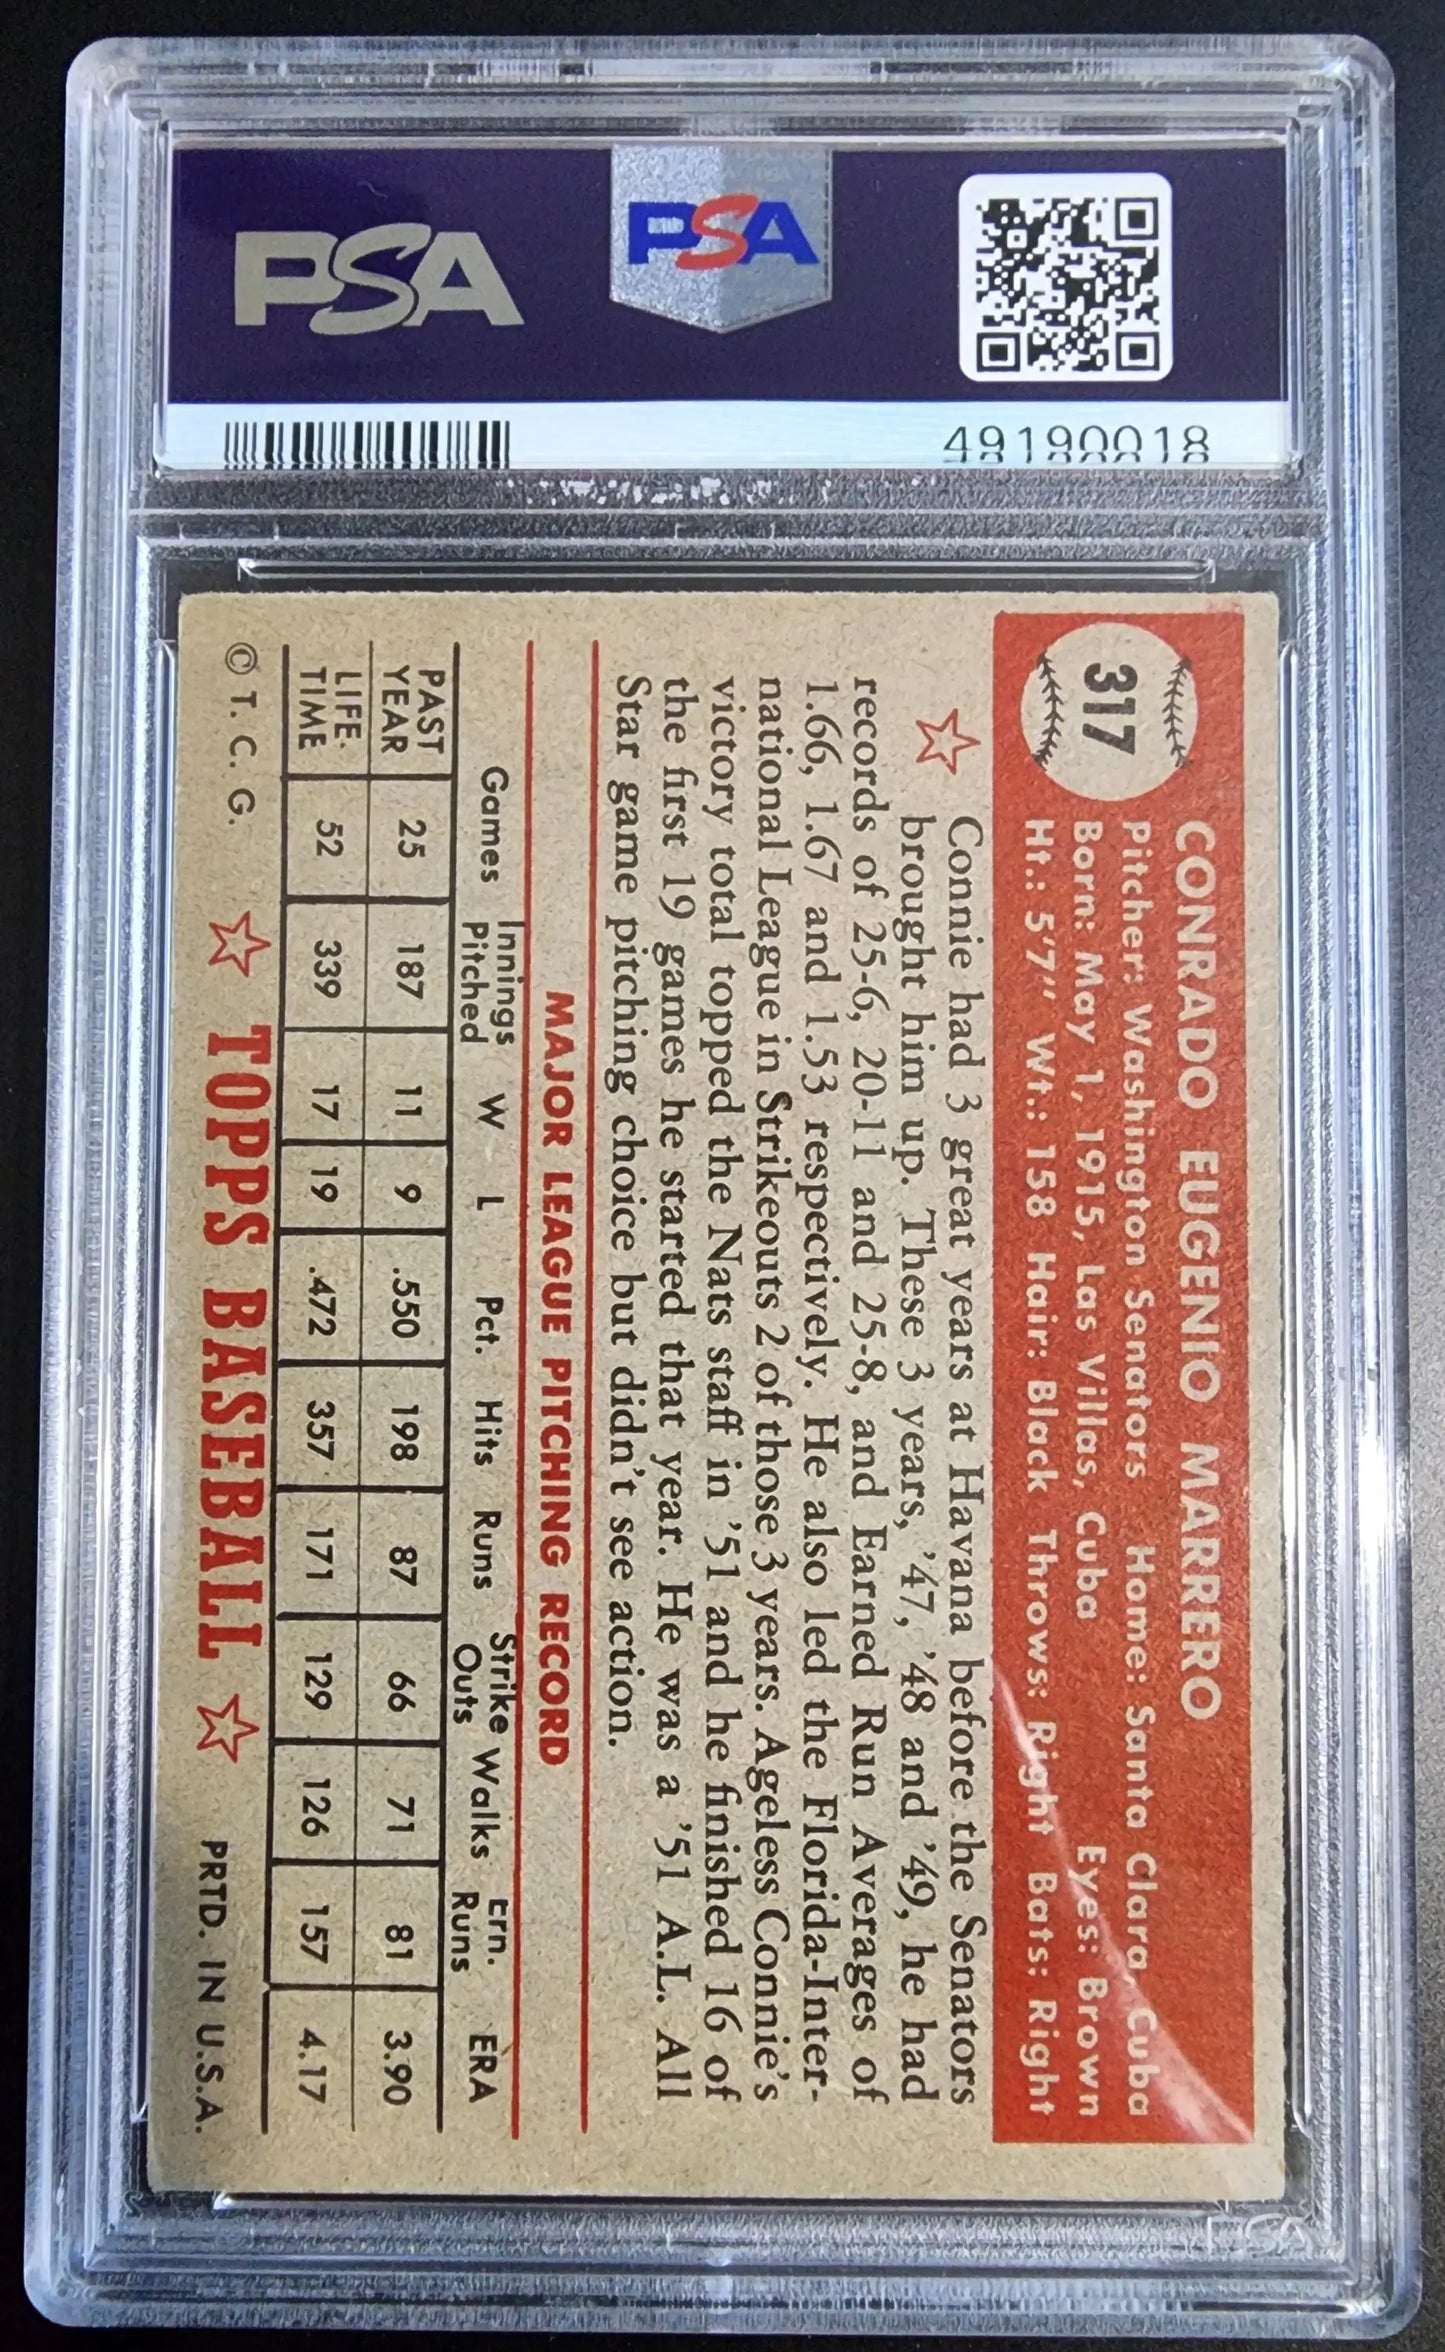 PSA
PSA
49190018
317
CONRADO EUGENIO MARRERO
Pitcher: Washington Senators Home: Santa Clara Cuba
Born: May 1, 1915, Las Villas, Cuba Eyes: Brown
Ht.: 5'7" Wt.: 158 Hair: Black Throws: Right Bats: Right
Connie had 3 great years at Havana before the Senators
brought him up. These 3 years, '47, '48 and '49, he had
records of 25-6, 20-11 and 25-8, and Earned Run Averages of
1.66, 1.67 and 1.53 respectively. He also led the Florida-Inter-
national League in Strikeouts 2 of those 3 years. Ageless Connie's
victory total topped the Nats staff in '51 and he finished 16 of
the first 19 games he started that year. He was a '51 A.L. All
Star game pitching choice but didn't see action.
MAJOR LEAGUE PITCHING RECORD
Games Innings Pitched W L Pct. Hits Runs Strike Outs Walks Ern. Runs ERA
PAST YEAR 25 187 11 9 .550 198 87 66 71 81 3.90
LIFE-TIME 52 339 17 19 .472 357 171 129 126 157 4.17
© T. C. G. TOPPS BASEBALL PRTD. IN U.S.A.